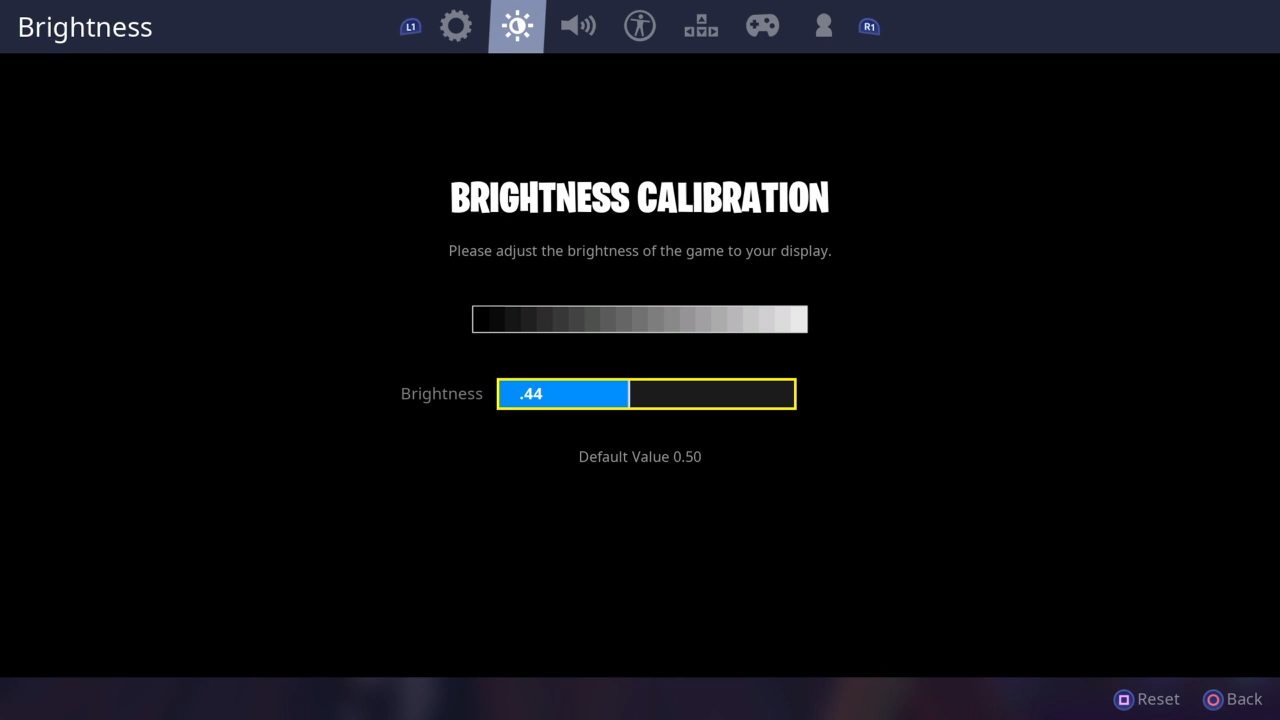 Brightness
L1
R1
BRIGHTNESS CALIBRATION
Please adjust the brightness of the game to your display.
Brightness .44
Default Value 0.50
Reset Back